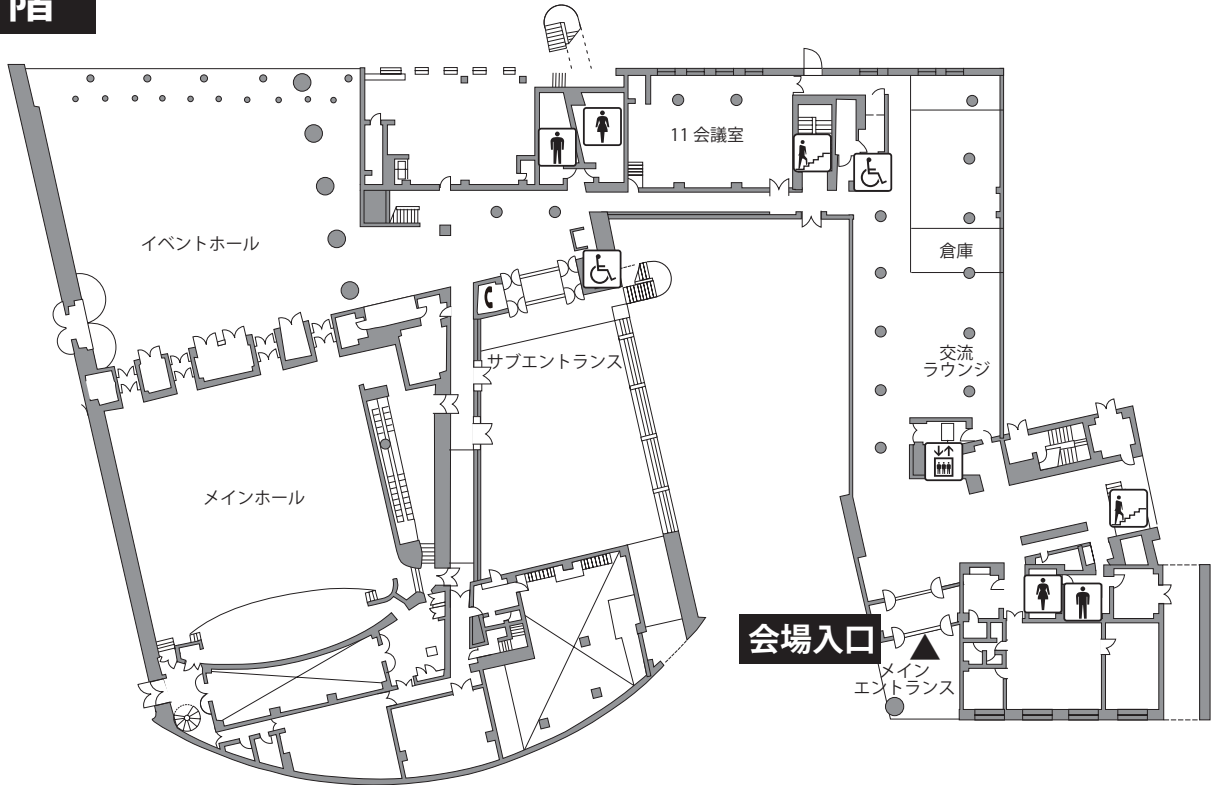 階
11 会議室
イベントホール
倉庫
サブエントランス
交流
ラウンジ
メインホール
会場入口
メイン
エントランス